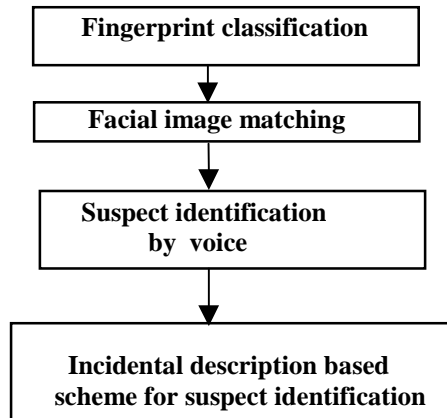 Fingerprint classification
Facial image matching
Suspect identification
by voice
Incidental description based
scheme for suspect identification